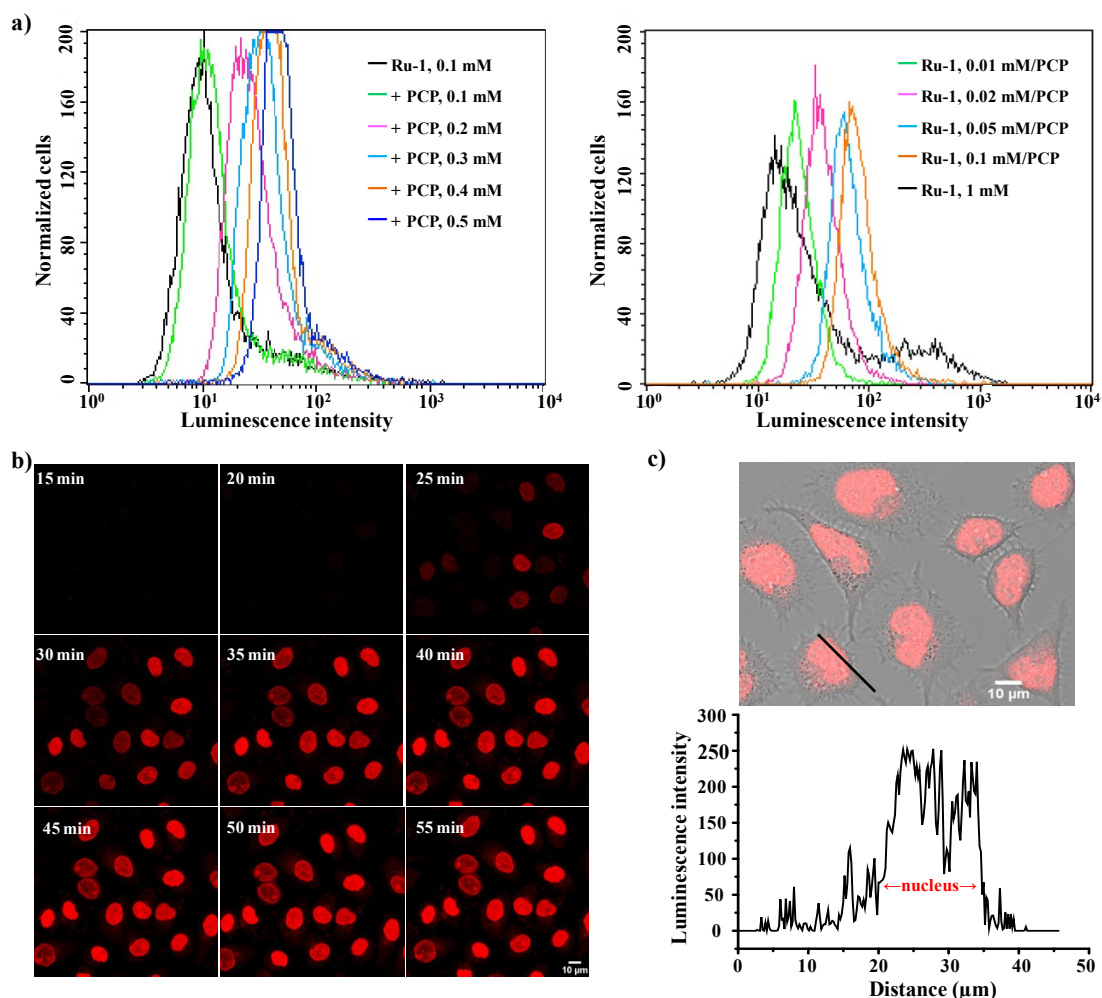 a)
200
160
120
80
40
0
Normalized cells
10⁰
10¹
10²
10³
10⁴
Luminescence intensity
Ru-1, 0.1 mM
+ PCP, 0.1 mM
+ PCP, 0.2 mM
+ PCP, 0.3 mM
+ PCP, 0.4 mM
+ PCP, 0.5 mM
200
160
120
80
40
0
Normalized cells
10⁰
10¹
10²
10³
10⁴
Luminescence intensity
Ru-1, 0.01 mM/PCP
Ru-1, 0.02 mM/PCP
Ru-1, 0.05 mM/PCP
Ru-1, 0.1 mM/PCP
Ru-1, 1 mM
b)
15 min
20 min
25 min
30 min
35 min
40 min
45 min
50 min
55 min
10 µm
c)
10 µm
300
250
200
150
100
50
0
Luminescence intensity
←nucleus→
0
10
20
30
40
50
Distance (µm)